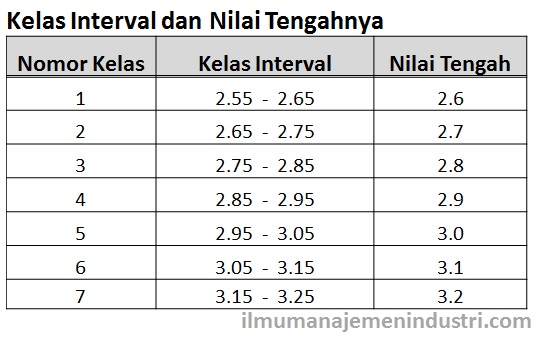 Kelas Interval dan Nilai Tengahnya
Nomor Kelas Kelas Interval Nilai Tengah
1 2.55 - 2.65 2.6
2 2.65 - 2.75 2.7
3 2.75 - 2.85 2.8
4 2.85 - 2.95 2.9
5 2.95 - 3.05 3.0
6 3.05 - 3.15 3.1
7 3.15 - 3.25 3.2
ilmumanajemenindustri.com